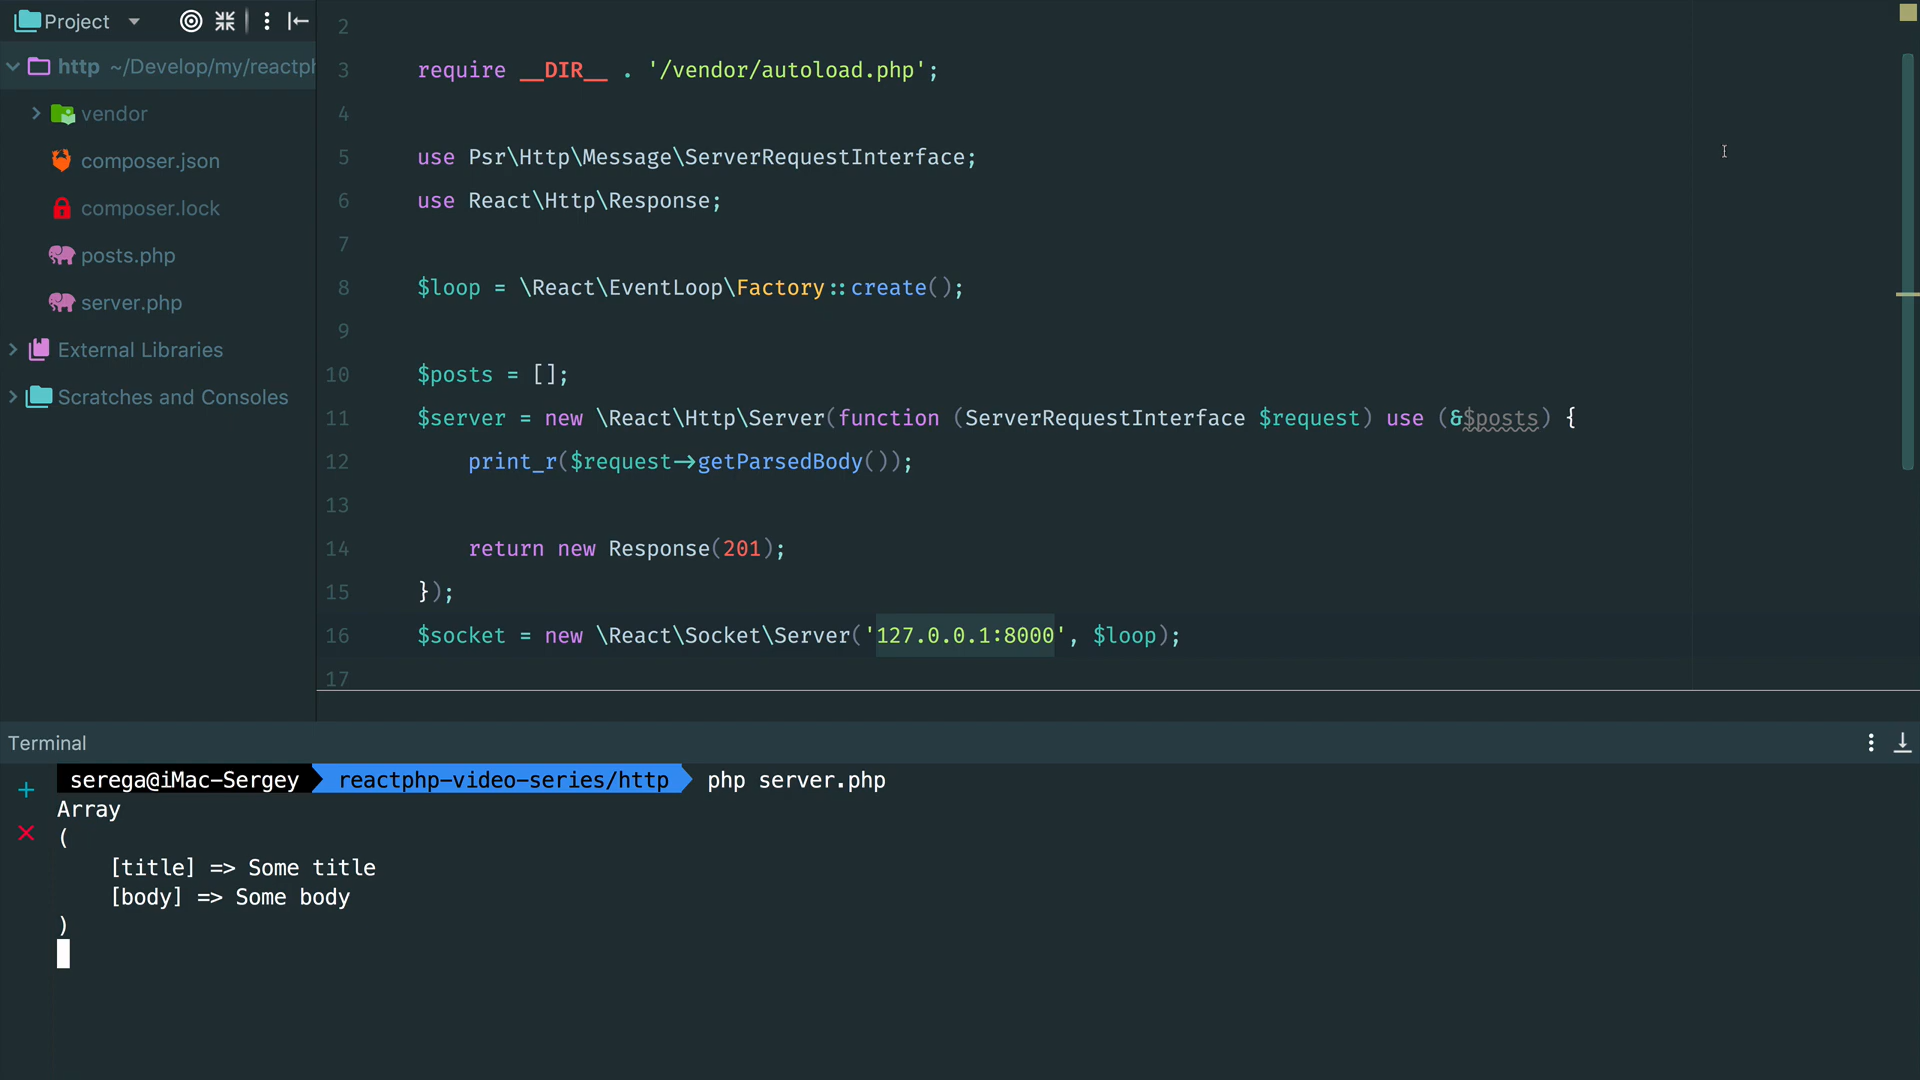 Project
http ~/Develop/my/reactph
vendor
composer.json
composer.lock
posts.php
server.php
External Libraries
Scratches and Consoles
2
3 require __DIR__ . '/vendor/autoload.php';
4
5 use Psr\Http\Message\ServerRequestInterface;
6 use React\Http\Response;
7
8 $loop = \React\EventLoop\Factory::create();
9
10 $posts = [];
11 $server = new \React\Http\Server(function (ServerRequestInterface $request) use (&$posts) {
12 print_r($request->getParsedBody());
13
14 return new Response(201);
15 });
16 $socket = new \React\Socket\Server('127.0.0.1:8000', $loop);
17
Terminal
serega@iMac-Sergey reactphp-video-series/http php server.php
Array
(
[title] => Some title
[body] => Some body
)